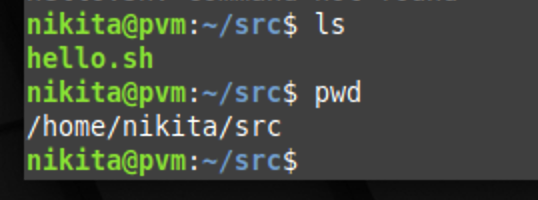 nikita@pvm:~/src$ ls
hello.sh
nikita@pvm:~/src$ pwd
/home/nikita/src
nikita@pvm:~/src$